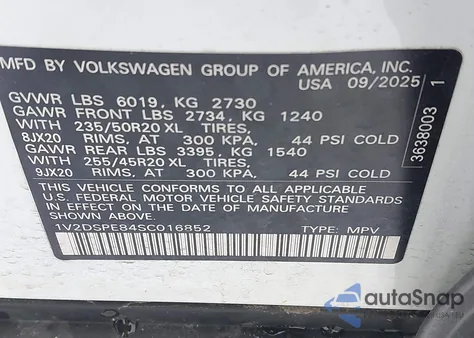 MFD BY VOLKSWAGEN GROUP OF AMERICA, INC.
USA 09/2025
GVWR LBS 6019, KG 2730
GAWR FRONT LBS 2734, KG 1240
WITH 235/50R20 XL TIRES,
8JX20 RIMS, AT 300 KPA, 44 PSI COLD
GAWR REAR LBS 3395, KG 1540
WITH 255/45R20 XL TIRES,
9JX20 RIMS, AT 300 KPA, 44 PSI COLD
THIS VEHICLE CONFORMS TO ALL APPLICABLE
U.S. FEDERAL MOTOR VEHICLE SAFETY STANDARDS
IN EFFECT ON THE DATE OF MANUFACTURE
SHOWN ABOVE.
1V2DSPE84SC016852 TYPE: MPV
3638003 1
autoSnap